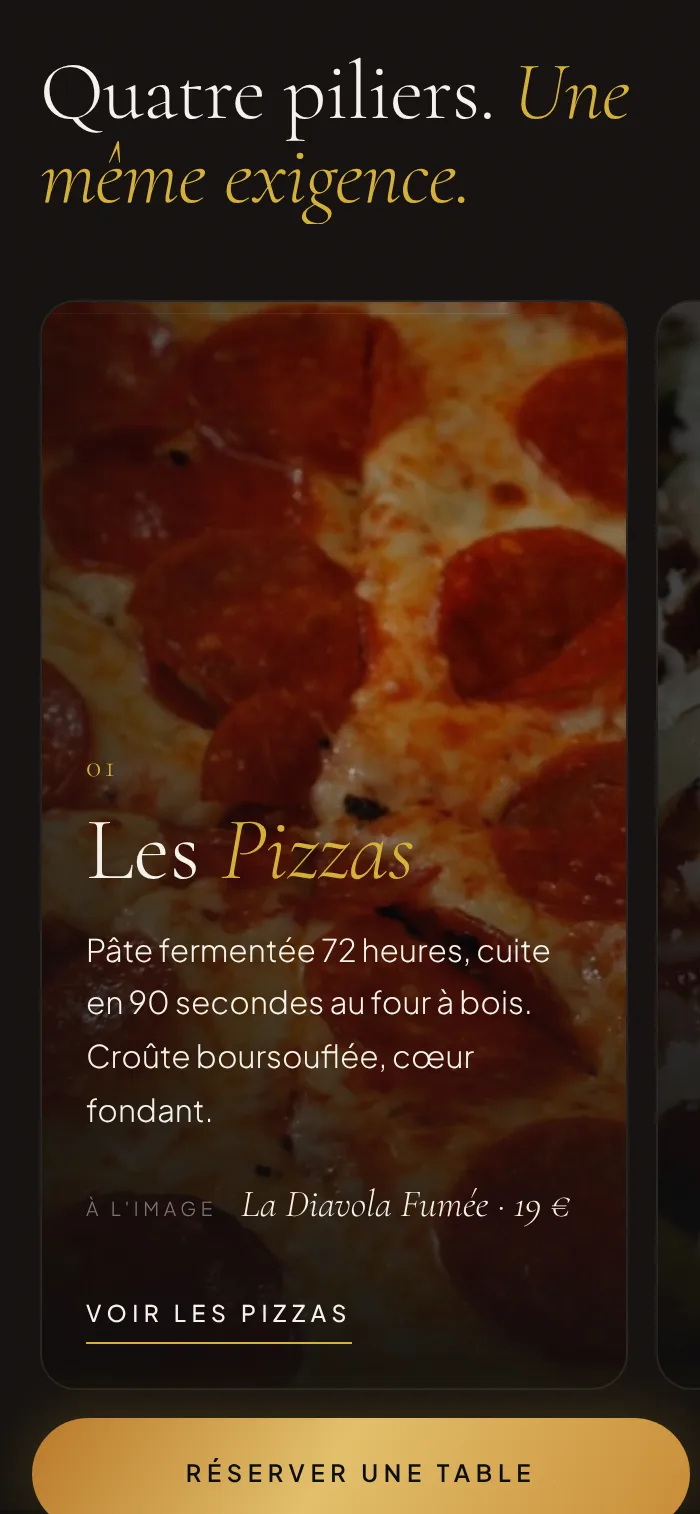 Quatre piliers. Une
même exigence.
01
Les Pizzas
Pâte fermentée 72 heures, cuite
en 90 secondes au four à bois.
Croûte boursouflée, cœur
fondant.
À L'IMAGE La Diavola Fumée · 19 €
VOIR LES PIZZAS
RÉSERVER UNE TABLE